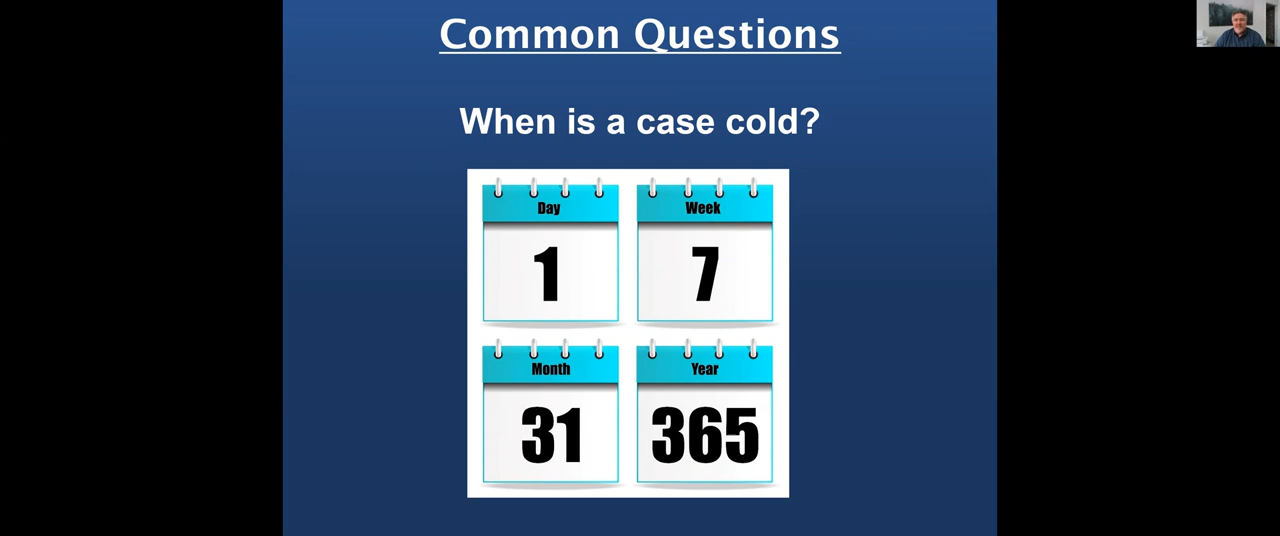 Common Questions
When is a case cold?
Day
Week
1
7
Month
Year
31
365